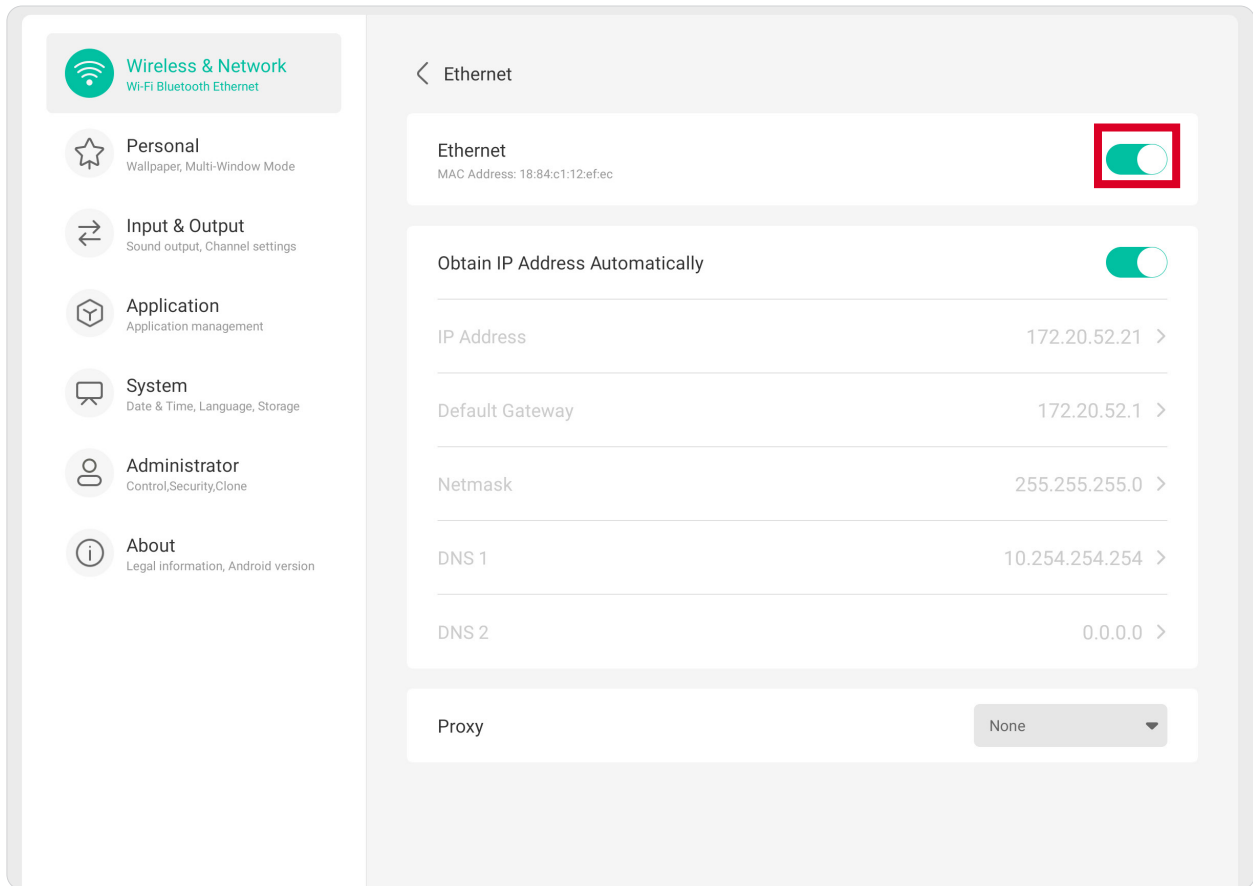 Wireless & Network
Wi-Fi Bluetooth Ethernet
Personal
Wallpaper, Multi-Window Mode
Input & Output
Sound output, Channel settings
Application
Application management
System
Date & Time, Language, Storage
Administrator
Control,Security,Clone
About
Legal information, Android version
Ethernet
Ethernet
MAC Address: 18:84:c1:12:ef:ec
Obtain IP Address Automatically
IP Address 172.20.52.21
Default Gateway 172.20.52.1
Netmask 255.255.255.0
DNS 1 10.254.254.254
DNS 2 0.0.0.0
Proxy None